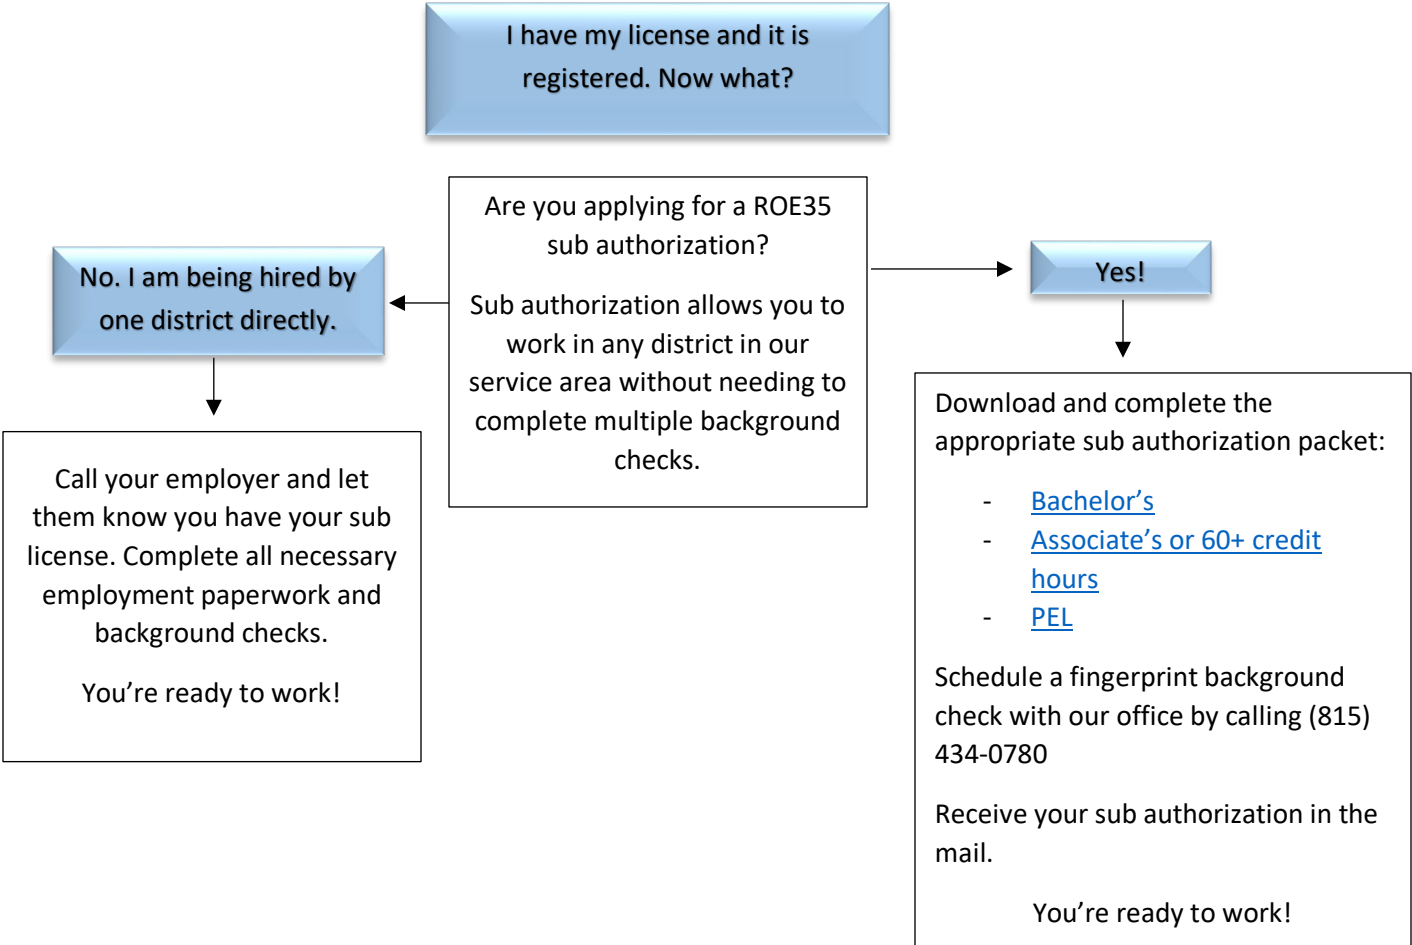 I have my license and it is
registered. Now what?
Are you applying for a ROE35
sub authorization?
Sub authorization allows you to
work in any district in our
service area without needing to
complete multiple background
checks.
No. I am being hired by
one district directly.
Call your employer and let
them know you have your sub
license. Complete all necessary
employment paperwork and
background checks.
You’re ready to work!
Yes!
Download and complete the
appropriate sub authorization packet:
- Bachelor’s
- Associate’s or 60+ credit
hours
- PEL
Schedule a fingerprint background
check with our office by calling (815)
434-0780
Receive your sub authorization in the
mail.
You’re ready to work!